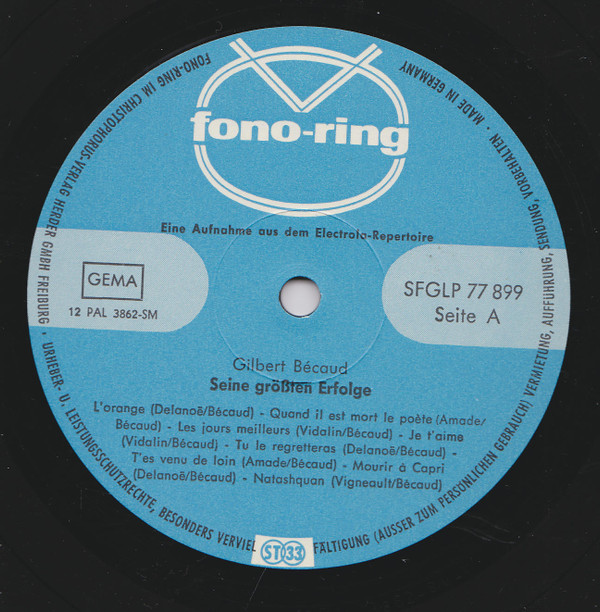 fono-ring
Eine Aufnahme aus dem Electrola-Repertoire
GEMA
12 PAL 3862-SM
SFGLP 77 899
Seite A
Gilbert Bécaud
Seine größten Erfolge
L'orange (Delanoë/Bécaud) - Quand il est mort le poète (Amade/
Bécaud) - Les jours meilleurs (Vidalin/Bécaud) - Je t'aime
(Vidalin/Bécaud) - Tu le regretteras (Delanoë/Bécaud) -
T'es venu de loin (Amade/Bécaud) - Mourir à Capri
(Delanoë/Bécaud) - Natashquan (Vigneault/Bécaud)
ST 33
FONO-RING IM CHRISTOPHORUS-VERLAG HERDER GMBH FREIBURG · URHEBER- U. LEISTUNGSSCHUTZRECHTE, BESONDERS VERVIELFÄLTIGUNG (AUSSER ZUM PERSÖNLICHEN GEBRAUCH) VERMIETUNG, AUFFÜHRUNG, SENDUNG, VORBEHALTEN · MADE IN GERMANY